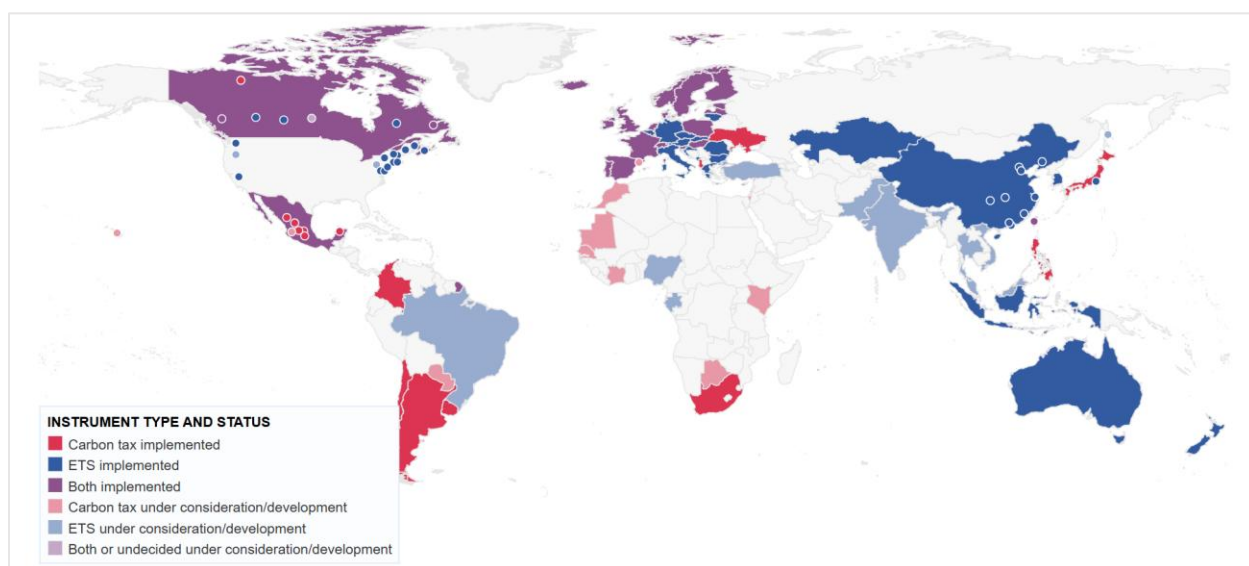 INSTRUMENT TYPE AND STATUS
Carbon tax implemented
ETS implemented
Both implemented
Carbon tax under consideration/development
ETS under consideration/development
Both or undecided under consideration/development